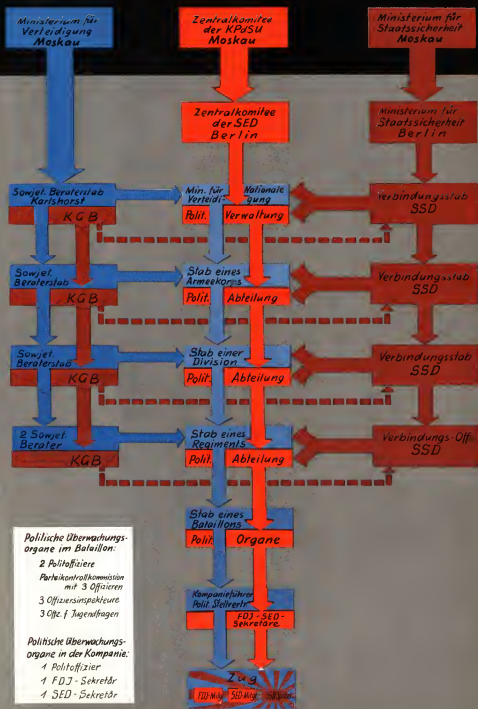 Ministerium für
Verteidigung
Moskau
Zentralkomitee
der KPdSU
Moskau
Ministerium für
Staatssicherheit
Moskau
Zentralkomitee
der SED
Berlin
Ministerium für
Staatssicherheit
Berlin
Sowjet. Beraterstab
Karlshorst
KGB
Min. für Nationale
Verteidigung
Polit. Verwaltung
Verbindungsstab
SSD
Sowjet.
Beraterstab
KGB
Stab eines
Armeekorps
Polit. Abteilung
Verbindungsstab
SSD
Sowjet.
Beraterstab
KGB
Stab einer
Division
Polit. Abteilung
Verbindungsstab
SSD
2 Sowjet.
Berater
KGB
Stab eines
Regiments
Polit. Abteilung
Verbindungs-Offz.
SSD
Stab eines
Bataillons
Polit. Organe
Kompanieführer
Polit. Stellvertr.
FDJ-SED-
Sekretäre
Zug
FDJ-Mitgl. SED-Mitgl.
Politische Überwachungs-
organe im Bataillon:
2 Politoffiziere
Parteikontrollkommission
mit 3 Offizieren
3 Offiziersinspekteure
3 Offz. f. Jugendfragen
Politische Überwachungs-
organe in der Kompanie:
1 Politoffizier
1 FDJ-Sekretär
1 SED-Sekretär